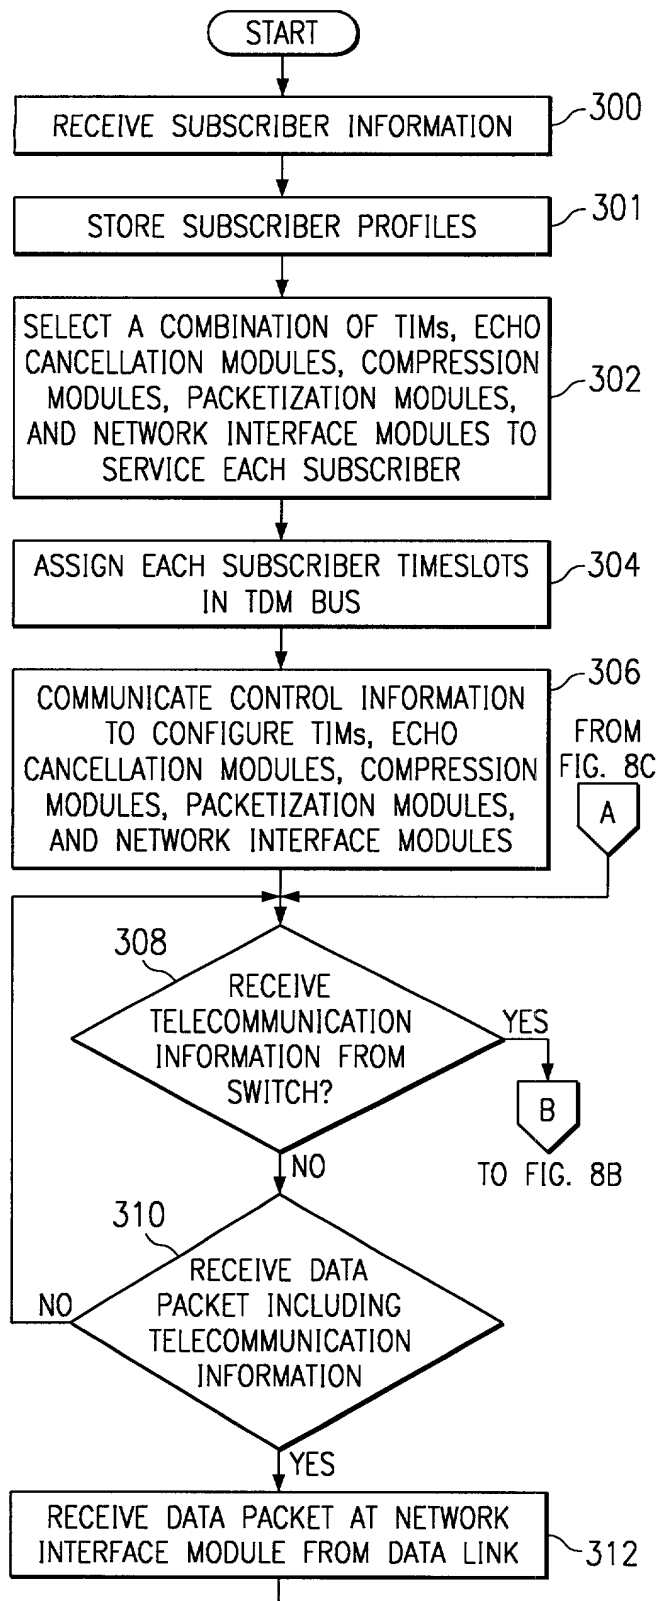 START
RECEIVE SUBSCRIBER INFORMATION
300
STORE SUBSCRIBER PROFILES
301
SELECT A COMBINATION OF TIMs, ECHO
CANCELLATION MODULES, COMPRESSION
MODULES, PACKETIZATION MODULES,
AND NETWORK INTERFACE MODULES TO
SERVICE EACH SUBSCRIBER
302
ASSIGN EACH SUBSCRIBER TIMESLOTS
IN TDM BUS
304
COMMUNICATE CONTROL INFORMATION
TO CONFIGURE TIMs, ECHO
CANCELLATION MODULES, COMPRESSION
MODULES, PACKETIZATION MODULES,
AND NETWORK INTERFACE MODULES
306
FROM
FIG. 8C
A
308
RECEIVE
TELECOMMUNICATION
INFORMATION FROM
SWITCH?
YES
B
TO FIG. 8B
NO
310
RECEIVE DATA
PACKET INCLUDING
TELECOMMUNICATION
INFORMATION
NO
YES
RECEIVE DATA PACKET AT NETWORK
INTERFACE MODULE FROM DATA LINK
312